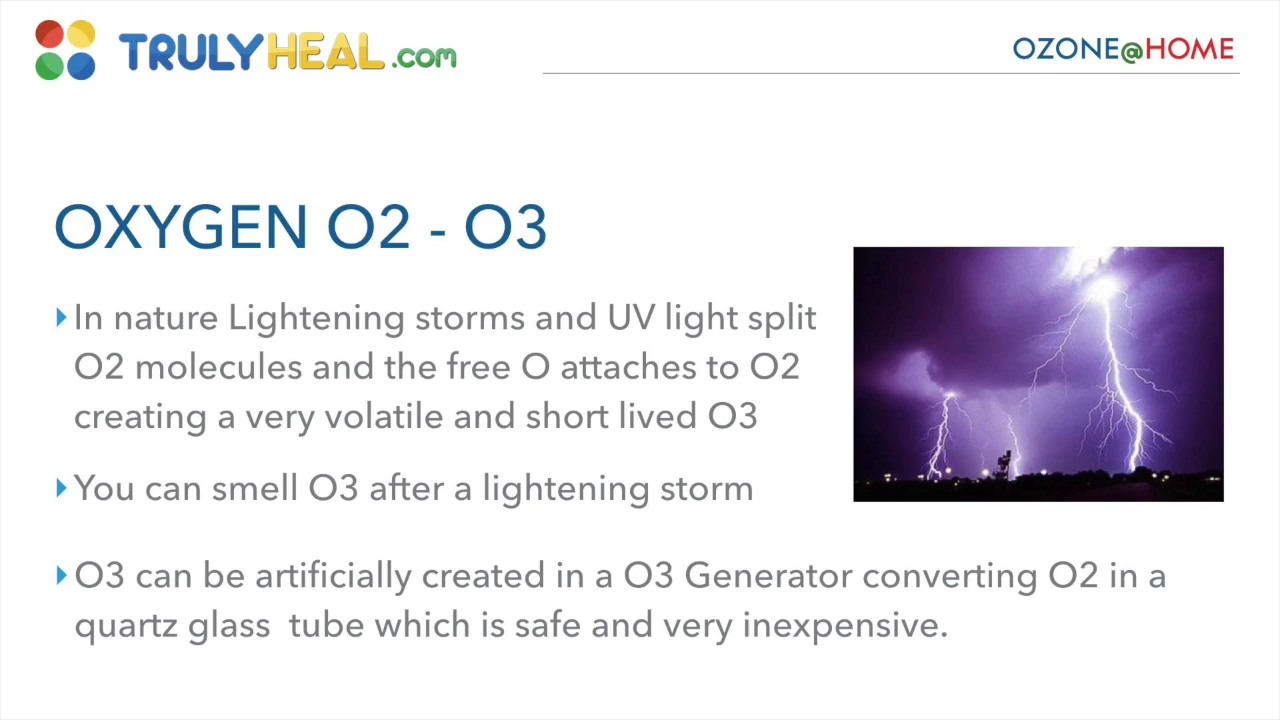 TRULYHEAL.com
OZONE@HOME
OXYGEN O2 - O3
In nature Lightening storms and UV light split
O2 molecules and the free O attaches to O2
creating a very volatile and short lived O3
You can smell O3 after a lightening storm
O3 can be artificially created in a O3 Generator converting O2 in a
quartz glass  tube which is safe and very inexpensive.